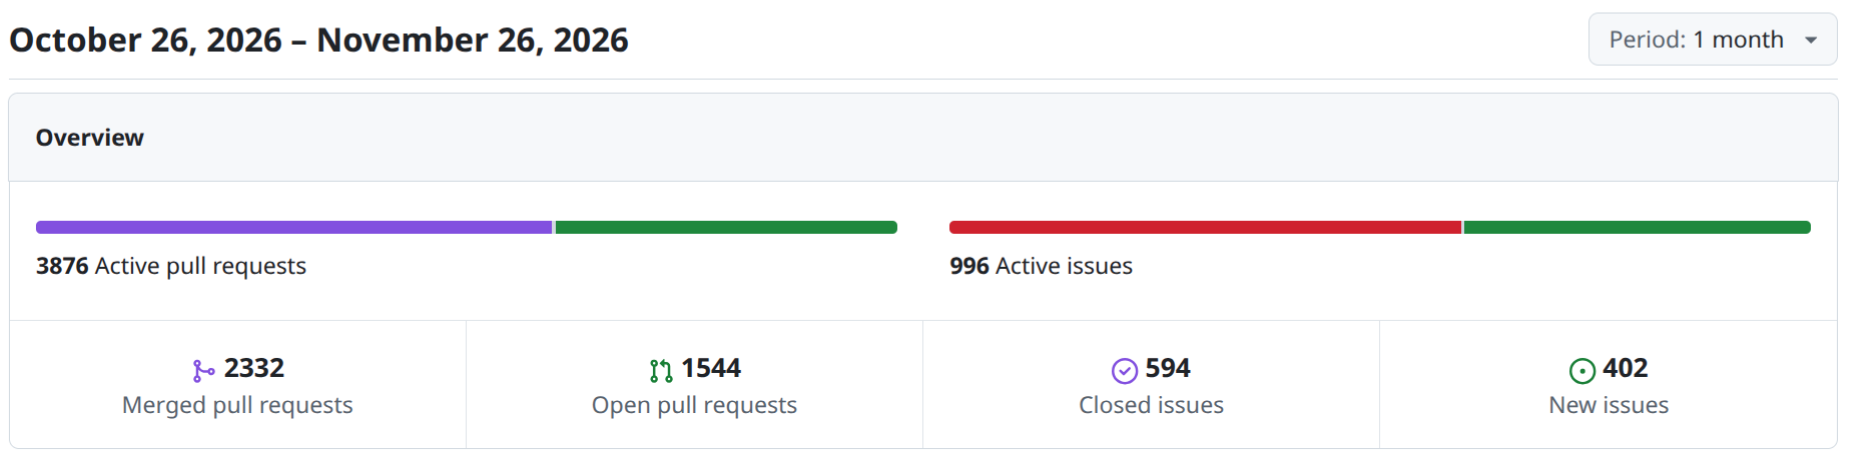 October 26, 2026 – November 26, 2026
Period: 1 month
Overview
3876 Active pull requests
996 Active issues
2332
Merged pull requests
1544
Open pull requests
594
Closed issues
402
New issues